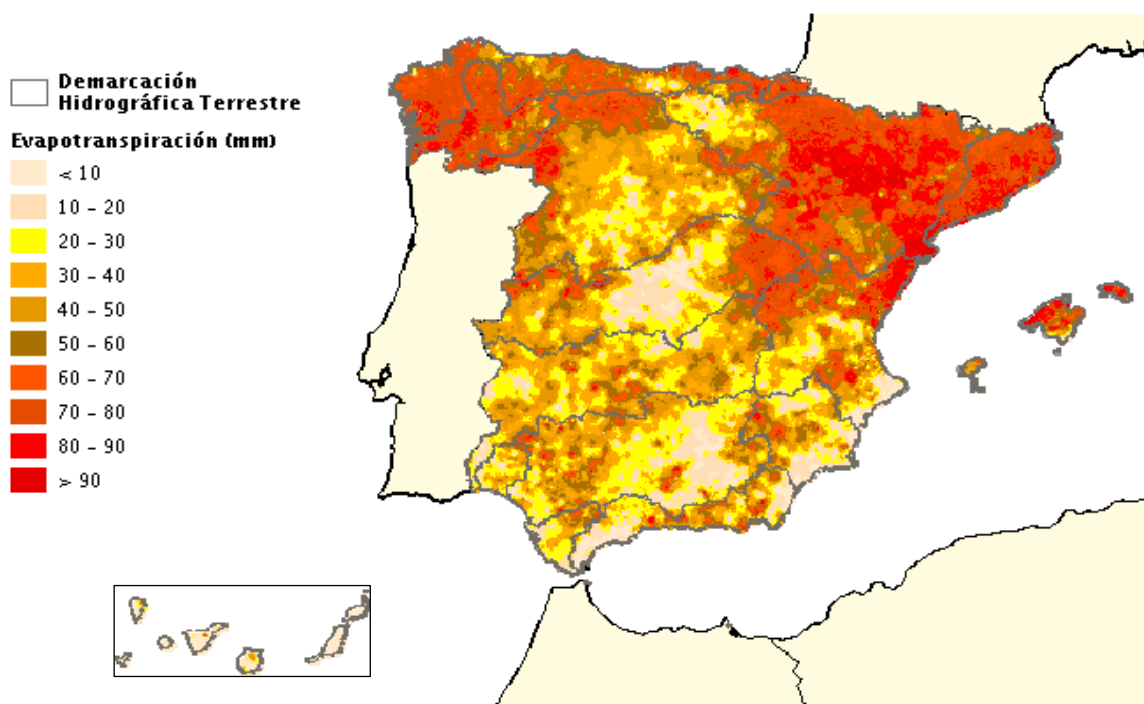 Demarcación
Hidrográfica Terrestre
Evapotranspiración (mm)
< 10
10 - 20
20 - 30
30 - 40
40 - 50
50 - 60
60 - 70
70 - 80
80 - 90
> 90